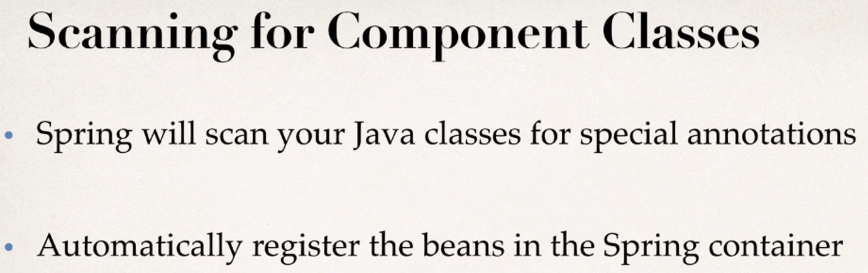 Scanning for Component Classes
• Spring will scan your Java classes for special annotations
• Automatically register the beans in the Spring container